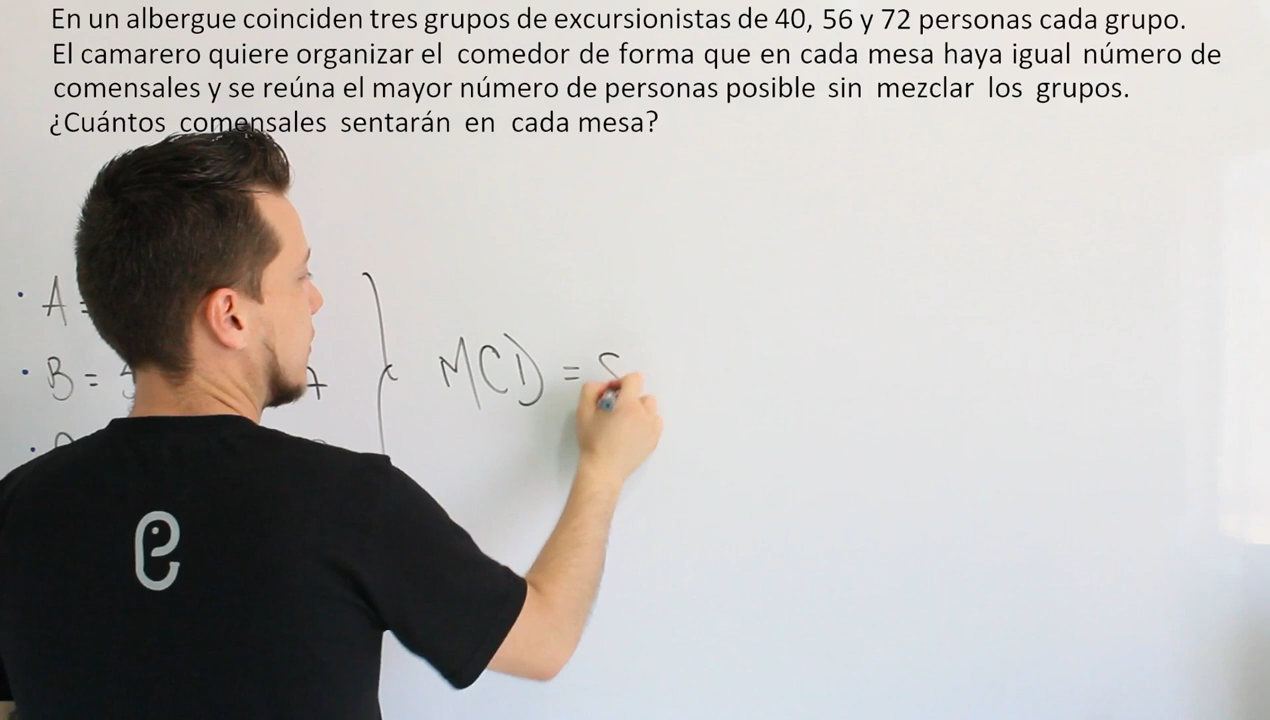 En un albergue coinciden tres grupos de excursionistas de 40, 56 y 72 personas cada grupo.
El camarero quiere organizar el comedor de forma que en cada mesa haya igual número de
comensales y se reúna el mayor número de personas posible sin mezclar los grupos.
¿Cuántos comensales sentarán en cada mesa?
• A =
• B = 7
•
MCD =
e